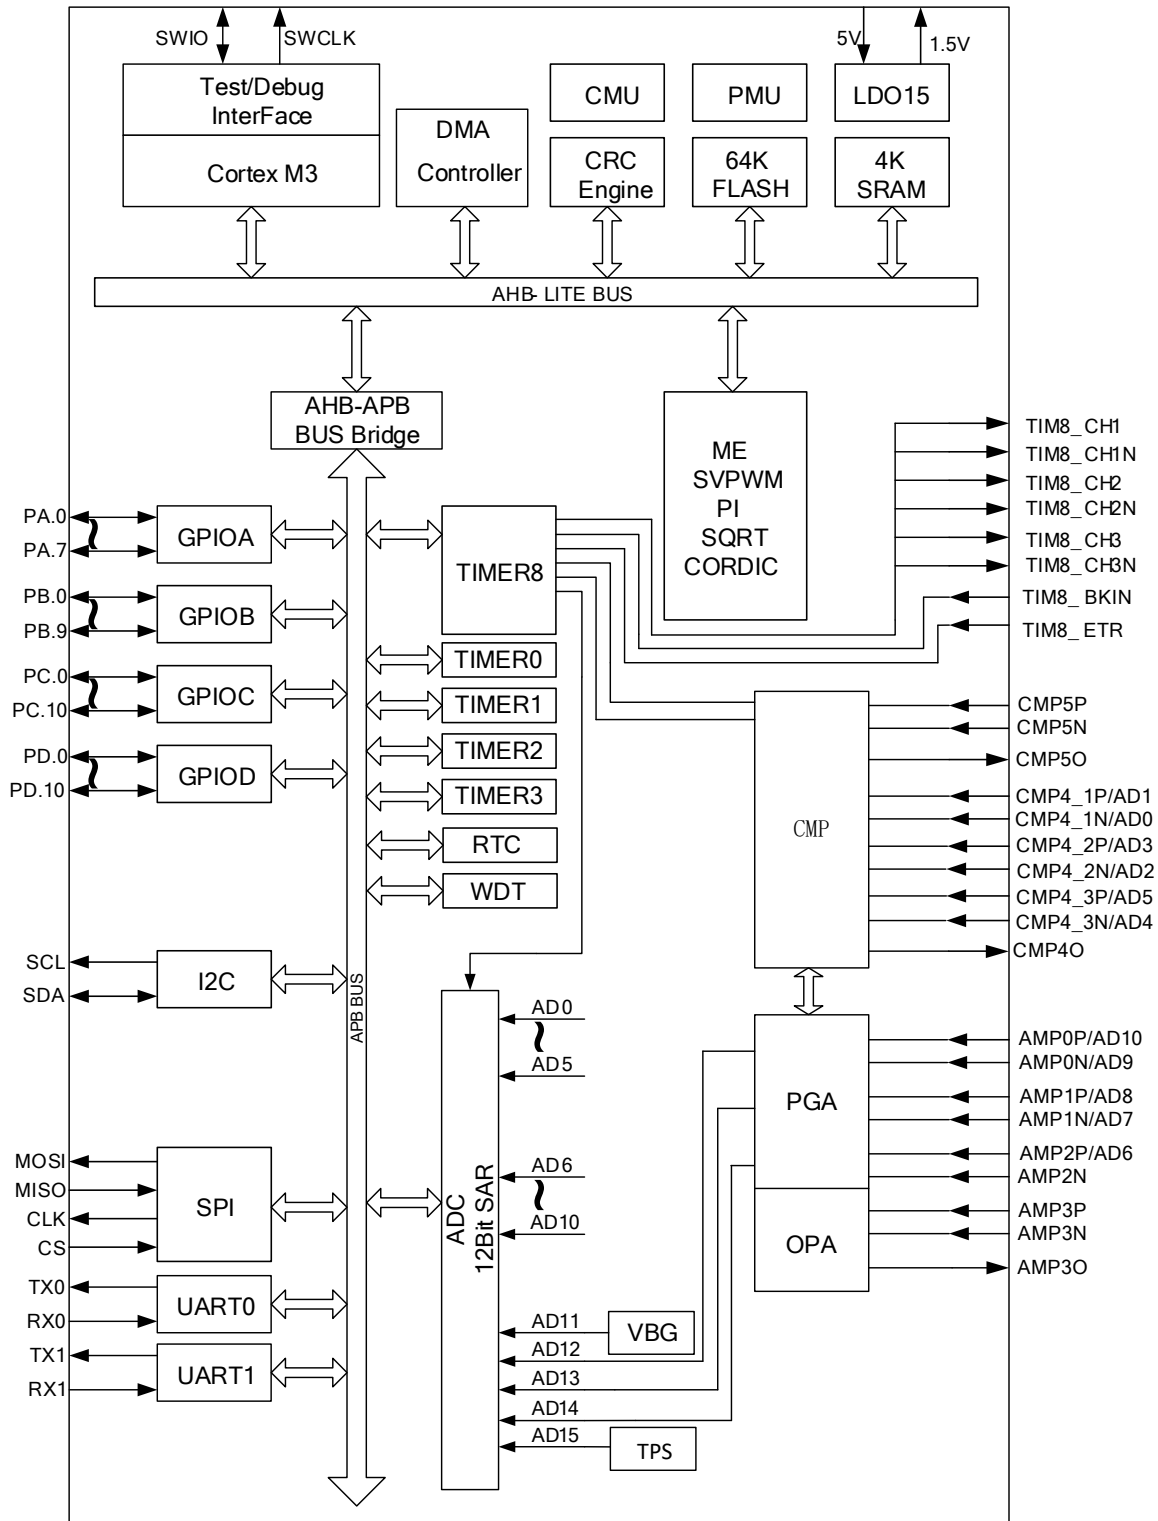 SWIO
SWCLK
5V
1.5V
Test/Debug
InterFace
Cortex M3
DMA
Controller
CMU
PMU
LDO15
CRC
Engine
64K
FLASH
4K
SRAM
AHB- LITE BUS
AHB-APB
BUS Bridge
ME
SVPWM
PI
SQRT
CORDIC
TIM8_CH1
TIM8_CH1N
TIM8_CH2
TIM8_CH2N
TIM8_CH3
TIM8_CH3N
TIM8_ BKIN
TIM8_ ETR
PA.0
PA.7
GPIOA
PB.0
PB.9
GPIOB
PC.0
PC.10
GPIOC
PD.0
PD.10
GPIOD
TIMER8
TIMER0
TIMER1
TIMER2
TIMER3
RTC
WDT
CMP
CMP5P
CMP5N
CMP5O
CMP4_1P/AD1
CMP4_1N/AD0
CMP4_2P/AD3
CMP4_2N/AD2
CMP4_3P/AD5
CMP4_3N/AD4
CMP4O
SCL
SDA
I2C
APB BUS
ADC
12Bit SAR
AD0
AD5
AD6
AD10
AD11
AD12
AD13
AD14
AD15
VBG
TPS
PGA
OPA
AMP0P/AD10
AMP0N/AD9
AMP1P/AD8
AMP1N/AD7
AMP2P/AD6
AMP2N
AMP3P
AMP3N
AMP3O
MOSI
MISO
CLK
CS
SPI
TX0
RX0
UART0
TX1
RX1
UART1